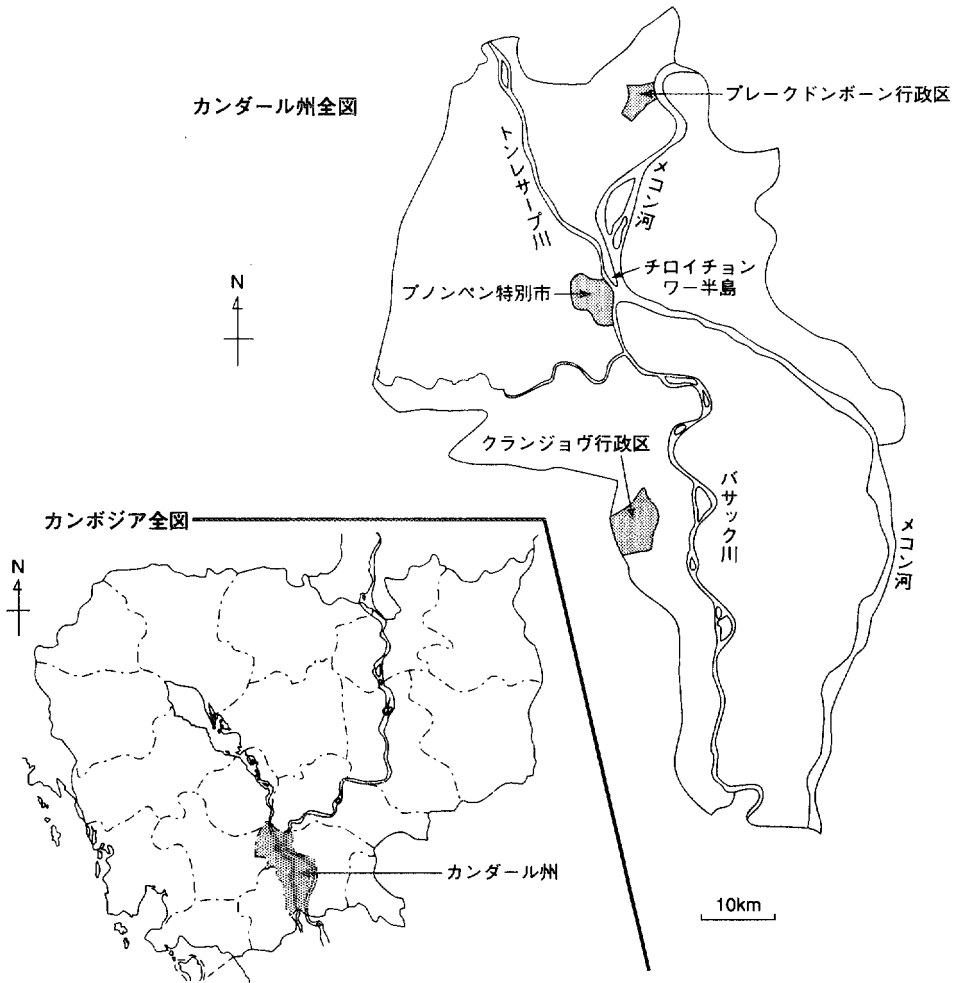 カンダール州全図
プレークドンボーン行政区
トンレサープ川
メコン河
チロイチョン
ワー半島
プノンペン特別市
N
クランジョヴ行政区
バサック川
メコン河
カンボジア全図
N
カンダール州
10km